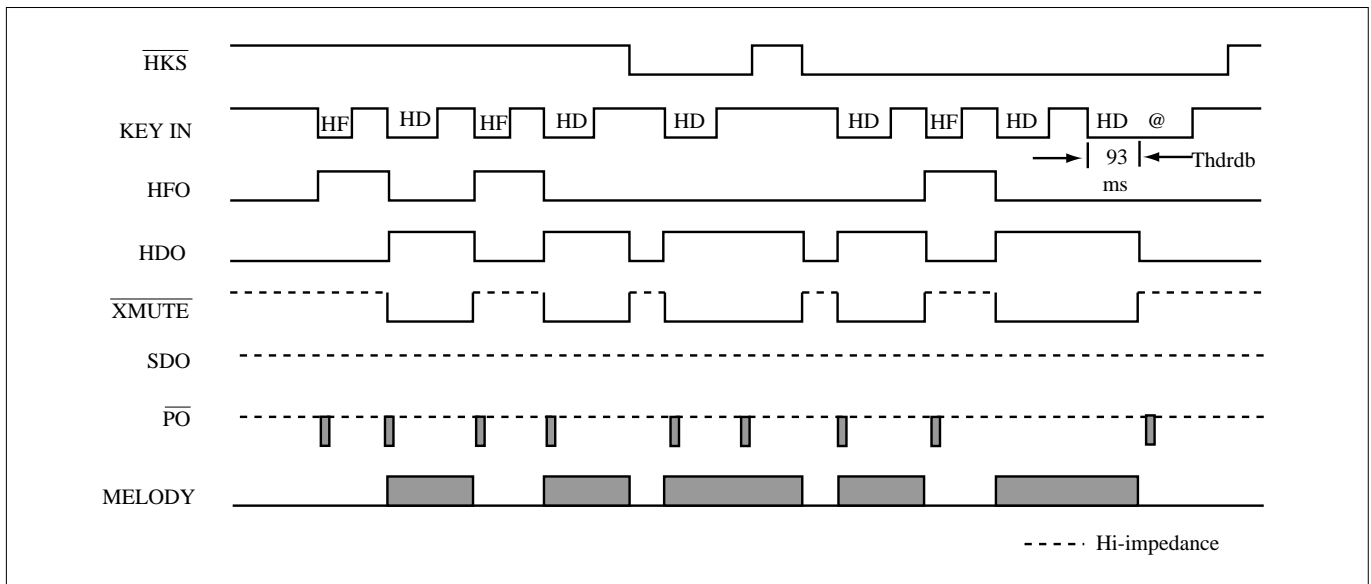 HKS
KEY IN HF HD HF HD HD HD HF HD HD @
93 ms Thdrdb
HFO
HDO
XMUTE
SDO
PO
MELODY
Hi-impedance